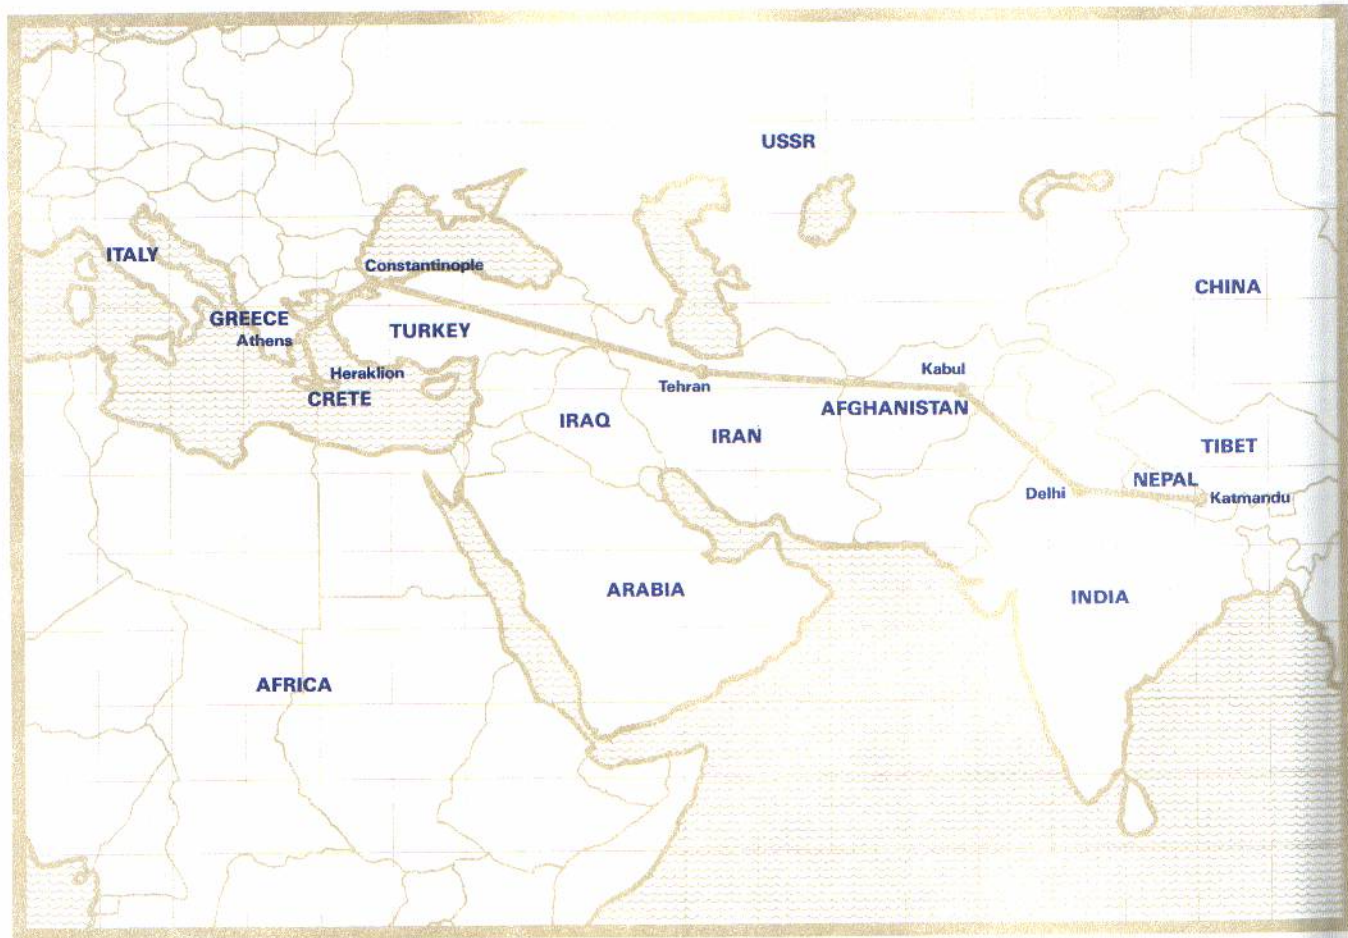 USSR
ITALY
Constantinople
CHINA
GREECE
Athens
TURKEY
Heraklion
CRETE
Tehran
Kabul
AFGHANISTAN
IRAQ
IRAN
TIBET
NEPAL
Delhi
Katmandu
ARABIA
INDIA
AFRICA